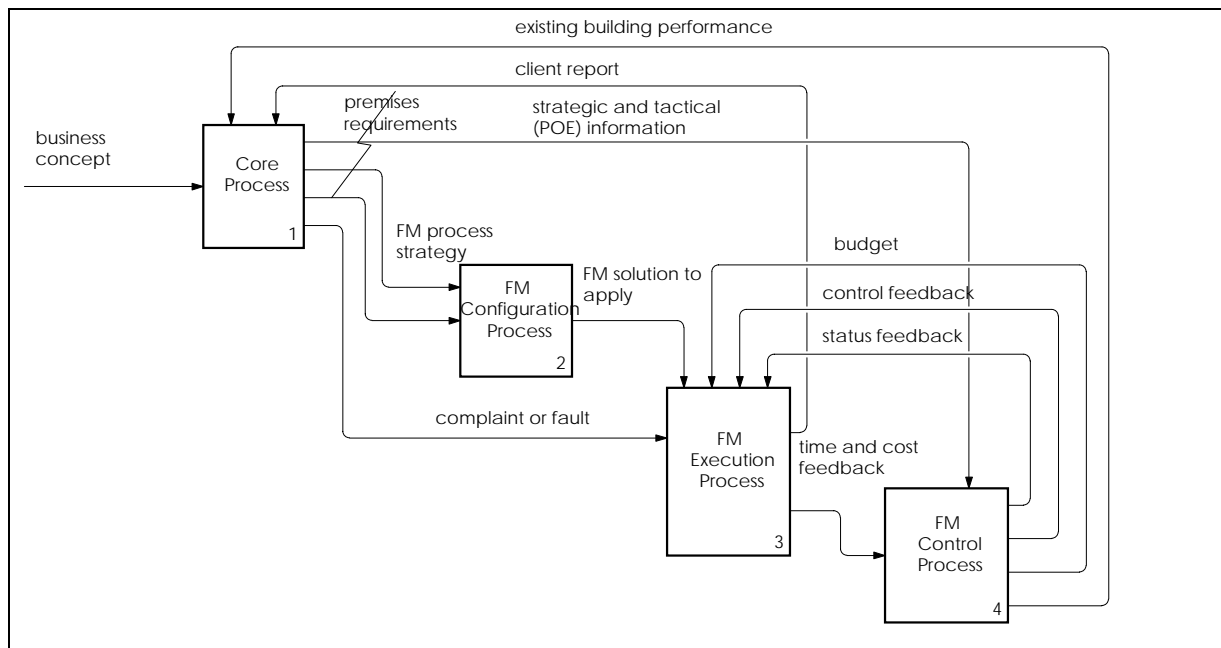 existing building performance
client report
premises
requirements
strategic and tactical
(POE) information
business
concept
Core
Process
1
FM process
strategy
FM
Configuration
Process
2
FM solution to
apply
budget
control feedback
status feedback
complaint or fault
FM
Execution
Process
3
time and cost
feedback
FM
Control
Process
4